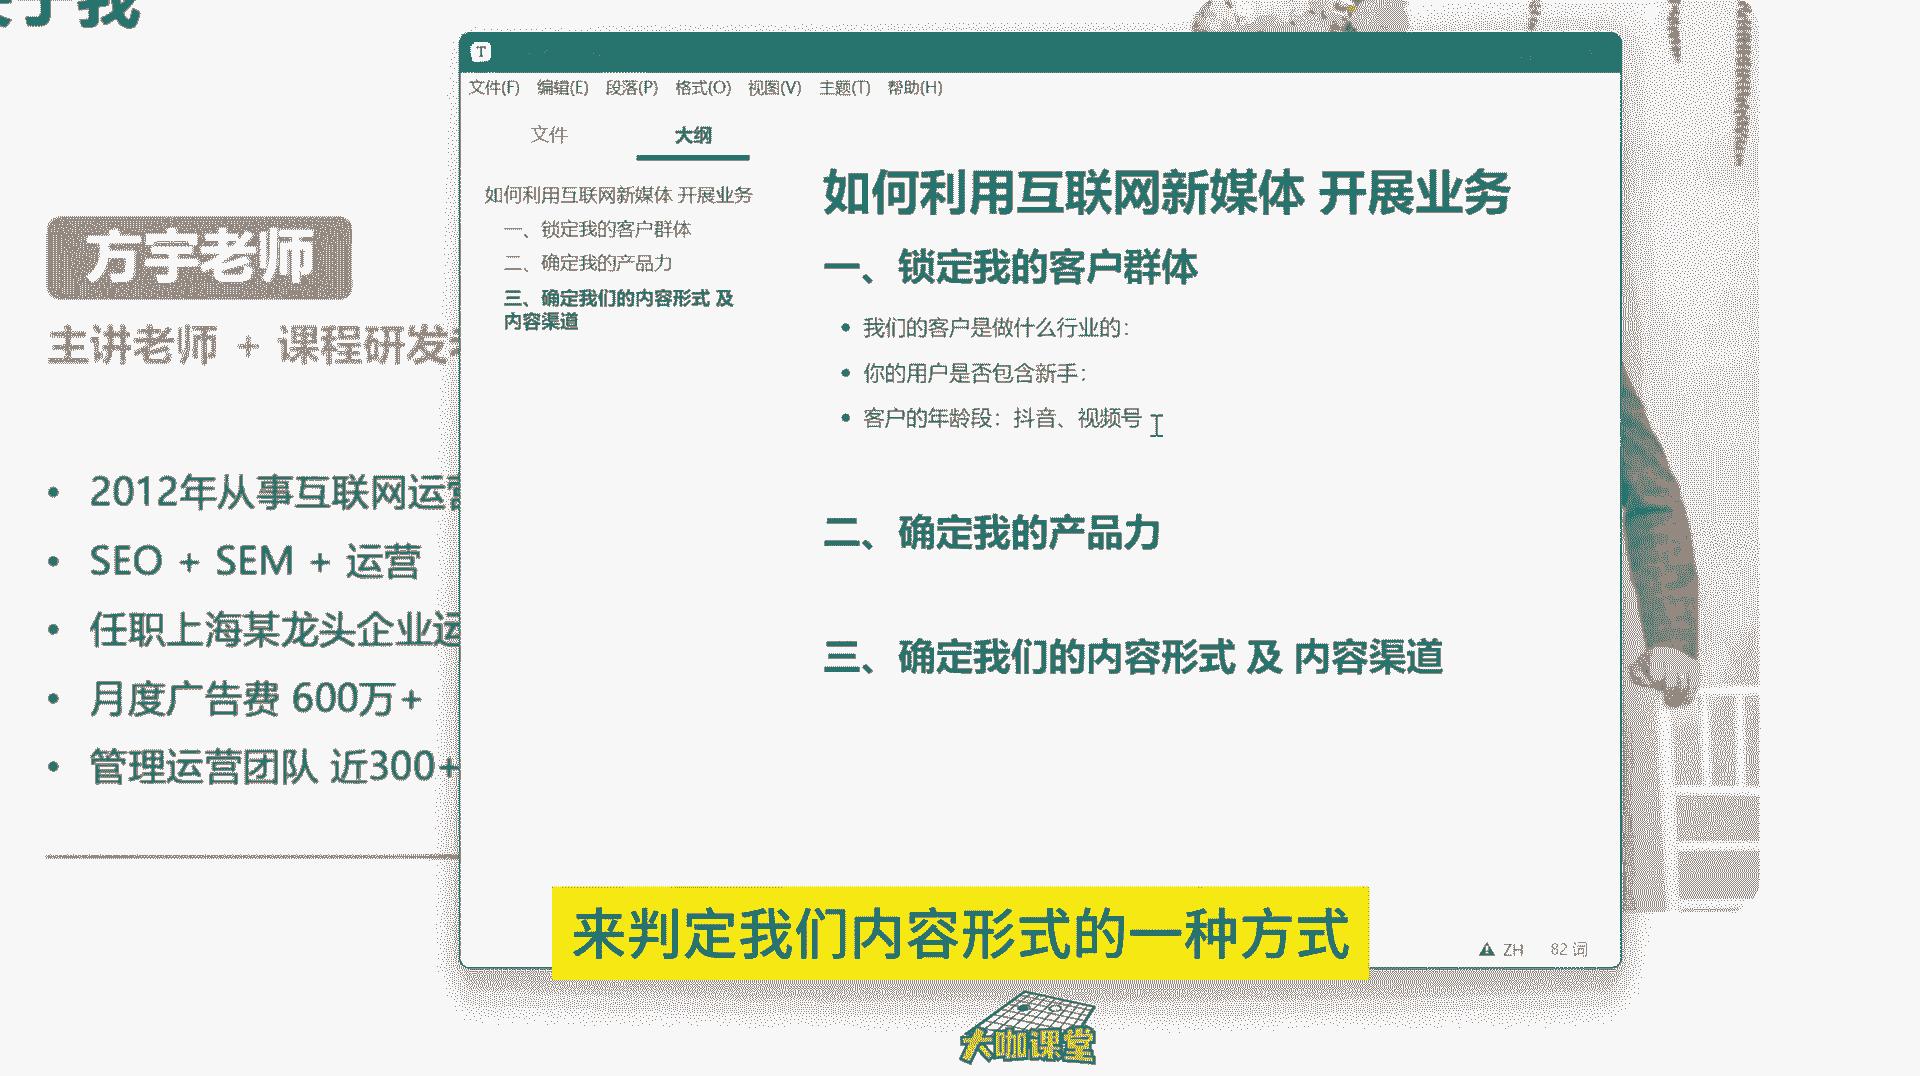 于我
方宇老师
主讲老师 + 课程研发
2012年从事互联网运营
SEO + SEM + 运营
任职上海某龙头企业运
月度广告费 600万+
管理运营团队 近300+
T
文件(F) 编辑(E) 段落(P) 格式(O) 视图(V) 主题(T) 帮助(H)
文件 大纲
如何利用互联网新媒体 开展业务
一、锁定我的客户群体
二、确定我的产品力
三、确定我们的内容形式 及
内容渠道
如何利用互联网新媒体 开展业务
一、锁定我的客户群体
我们的客户是做什么行业的：
你的用户是否包含新手：
客户的年龄段：抖音、视频号
二、确定我的产品力
三、确定我们的内容形式 及 内容渠道
来判定我们内容形式的一种方式
ZH 82 词
大咖课堂